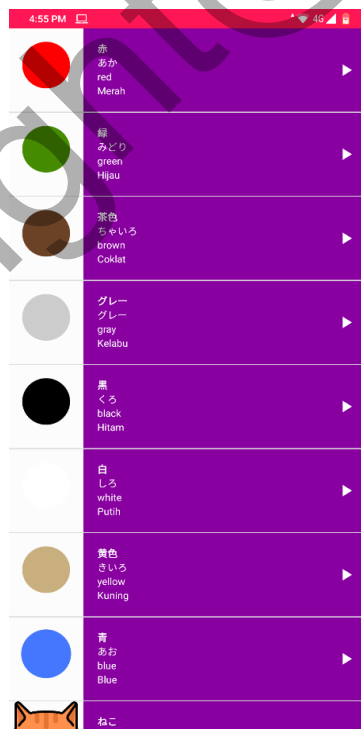 4:55 PM
4G
赤
あか
red
Merah
緑
みどり
green
Hijau
茶色
ちゃいろ
brown
Coklat
グレー
グレー
gray
Kelabu
黒
くろ
black
Hitam
白
しろ
white
Putih
黄色
きいろ
yellow
Kuning
青
あお
blue
Blue
ねこ